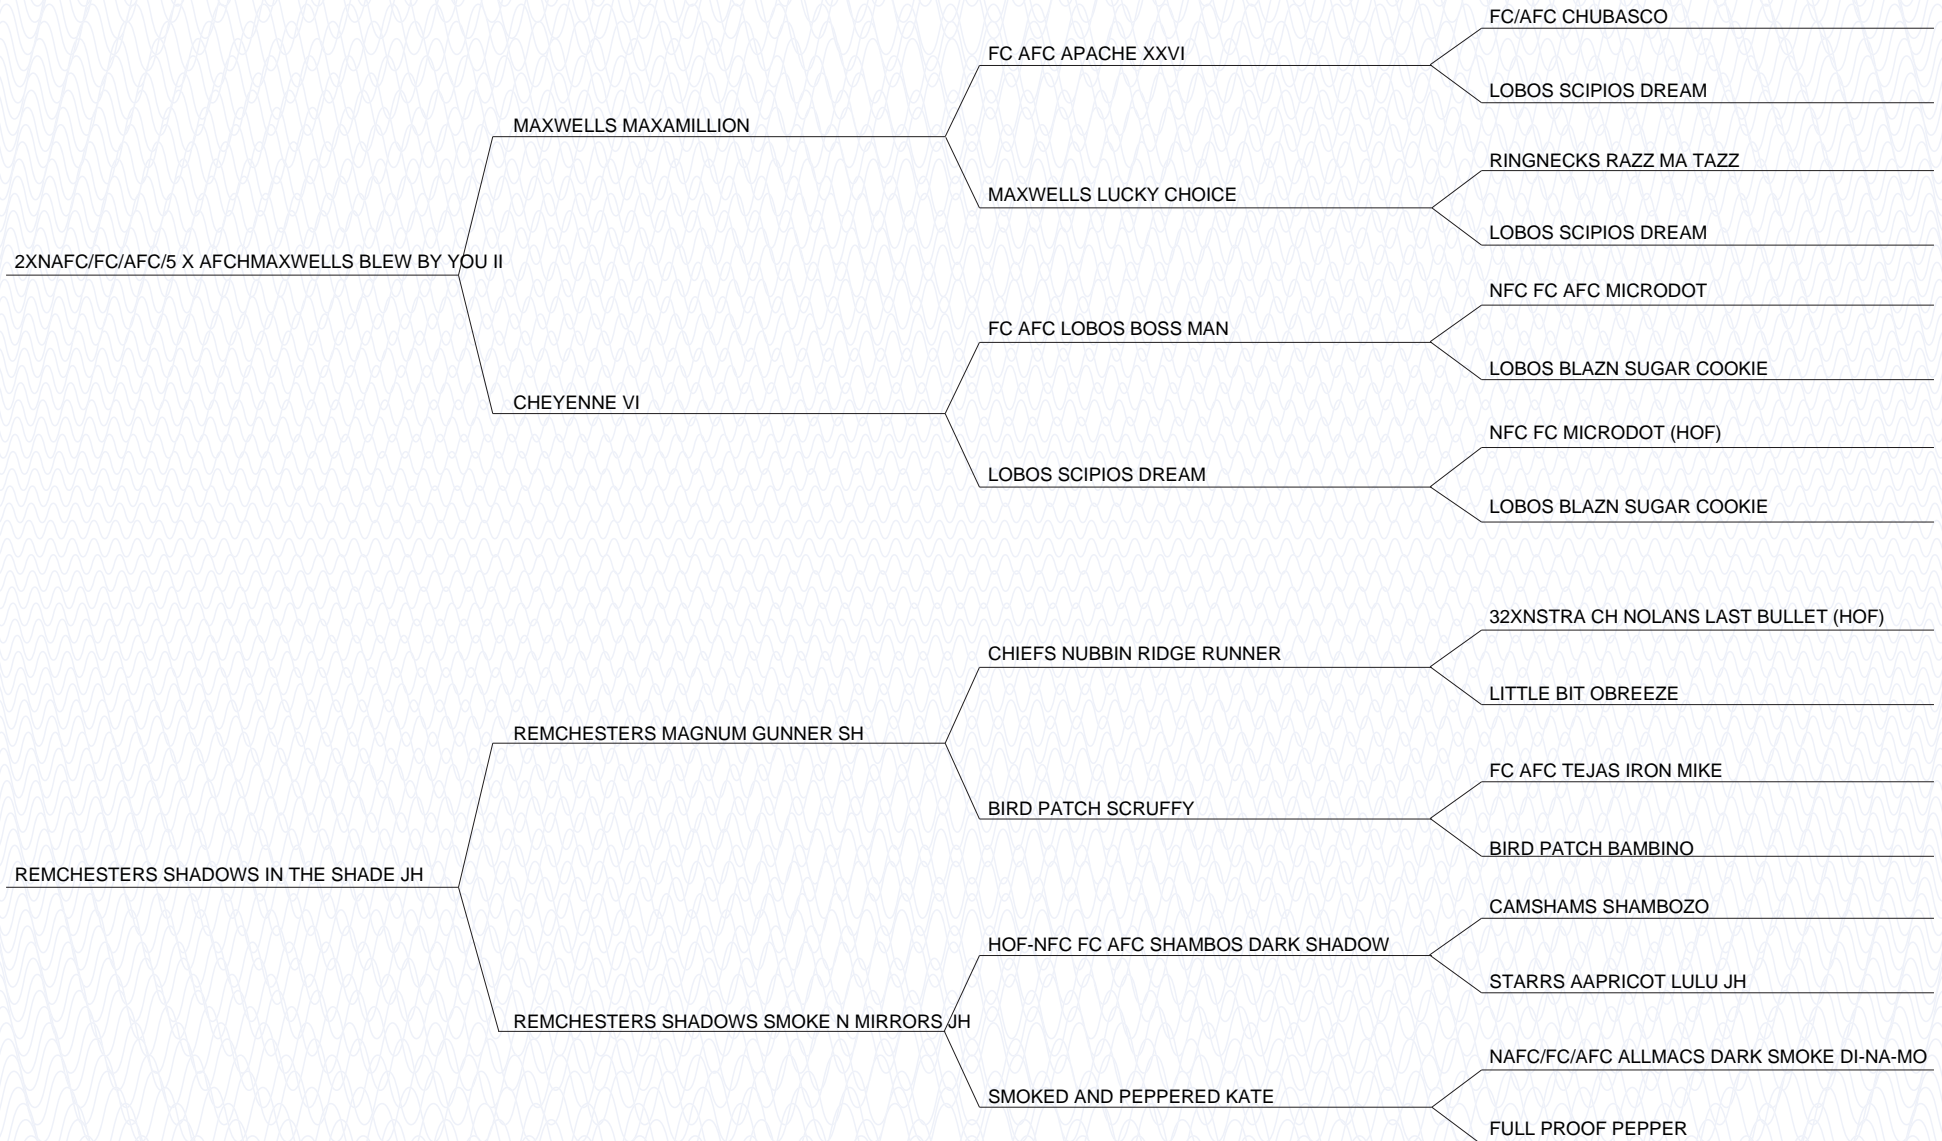 FC/AFC CHUBASCO
FC AFC APACHE XXVI
LOBOS SCIPIOS DREAM
MAXWELLS MAXAMILLION
RINGNECKS RAZZ MA TAZZ
MAXWELLS LUCKY CHOICE
LOBOS SCIPIOS DREAM
2XNAFC/FC/AFC/5 X AFCHMAXWELLS BLEW BY YOU II
NFC FC AFC MICRODOT
FC AFC LOBOS BOSS MAN
LOBOS BLAZN SUGAR COOKIE
CHEYENNE VI
NFC FC MICRODOT (HOF)
LOBOS SCIPIOS DREAM
LOBOS BLAZN SUGAR COOKIE
32XNSTRA CH NOLANS LAST BULLET (HOF)
CHIEFS NUBBIN RIDGE RUNNER
LITTLE BIT OBREEZE
REMCHESTERS MAGNUM GUNNER SH
FC AFC TEJAS IRON MIKE
BIRD PATCH SCRUFFY
BIRD PATCH BAMBINO
REMCHESTERS SHADOWS IN THE SHADE JH
CAMSHAMS SHAMBOZO
HOF-NFC FC AFC SHAMBOS DARK SHADOW
STARRS AAPRICOT LULU JH
REMCHESTERS SHADOWS SMOKE N MIRRORS JH
NAFC/FC/AFC ALLMACS DARK SMOKE DI-NA-MO
SMOKED AND PEPPERED KATE
FULL PROOF PEPPER